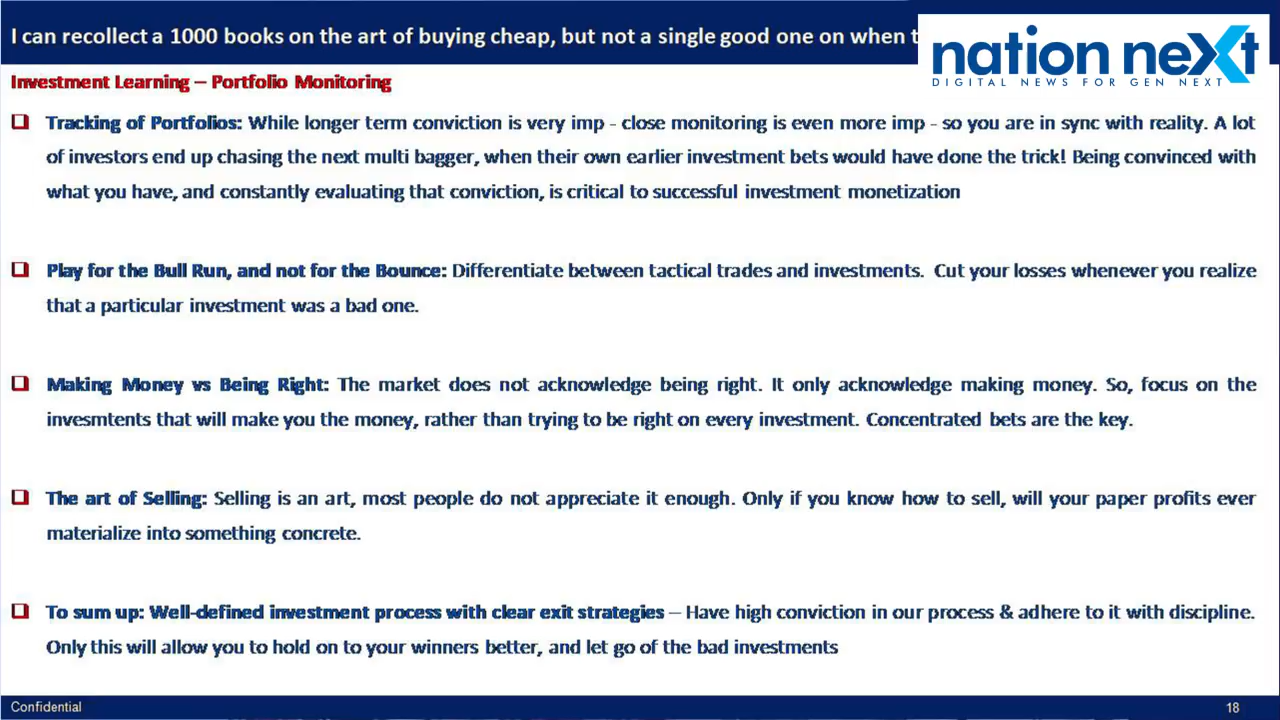 I can recollect a 1000 books on the art of buying cheap, but not a single good one on when
nation next
DIGITAL NEWS FOR GEN NEXT
Investment Learning – Portfolio Monitoring
Tracking of Portfolios: While longer term conviction is very imp - close monitoring is even more imp - so you are in sync with reality. A lot
of investors end up chasing the next multi bagger, when their own earlier investment bets would have done the trick! Being convinced with
what you have, and constantly evaluating that conviction, is critical to successful investment monetization
Play for the Bull Run, and not for the Bounce: Differentiate between tactical trades and investments. Cut your losses whenever you realize
that a particular investment was a bad one.
Making Money vs Being Right: The market does not acknowledge being right. It only acknowledge making money. So, focus on the
invesmtents that will make you the money, rather than trying to be right on every investment. Concentrated bets are the key.
The art of Selling: Selling is an art, most people do not appreciate it enough. Only if you know how to sell, will your paper profits ever
materialize into something concrete.
To sum up: Well-defined investment process with clear exit strategies – Have high conviction in our process & adhere to it with discipline.
Only this will allow you to hold on to your winners better, and let go of the bad investments
Confidential
18